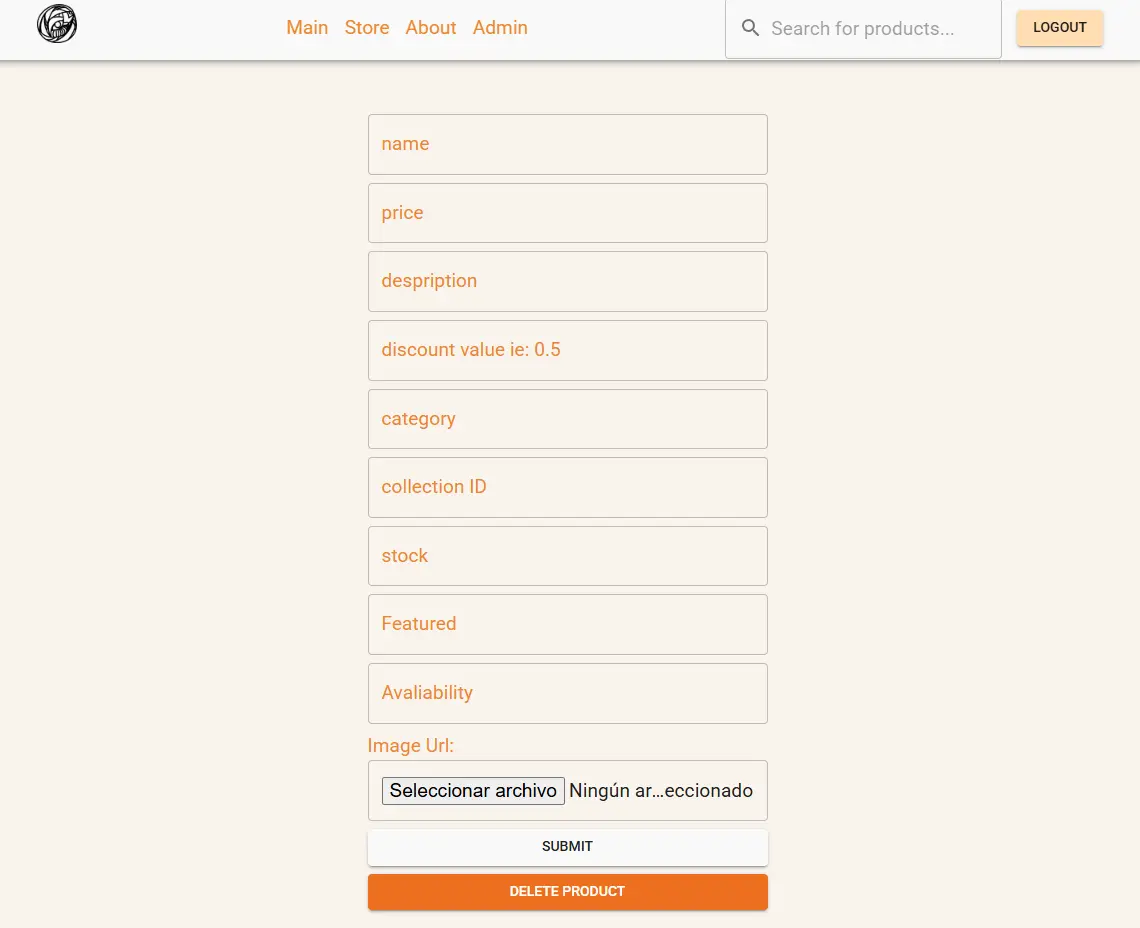 Main Store About Admin Search for products... LOGOUT
name
price
despription
discount value ie: 0.5
category
collection ID
stock
Featured
Avaliability
Image Url:
Seleccionar archivo Ningún ar...eccionado
SUBMIT
DELETE PRODUCT